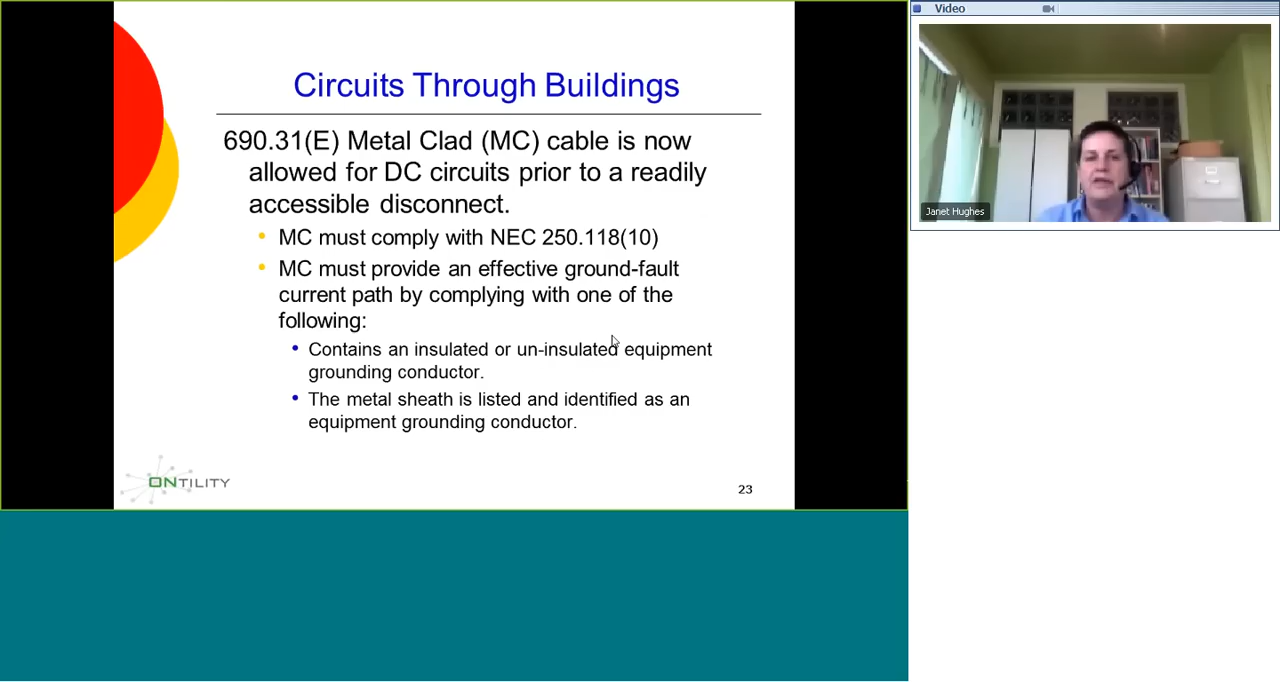 Circuits Through Buildings
690.31(E) Metal Clad (MC) cable is now
allowed for DC circuits prior to a readily
accessible disconnect.
• MC must comply with NEC 250.118(10)
• MC must provide an effective ground-fault
current path by complying with one of the
following:
• Contains an insulated or un-insulated equipment
grounding conductor.
• The metal sheath is listed and identified as an
equipment grounding conductor.
ONTILITY
23
Video
Janet Hughes